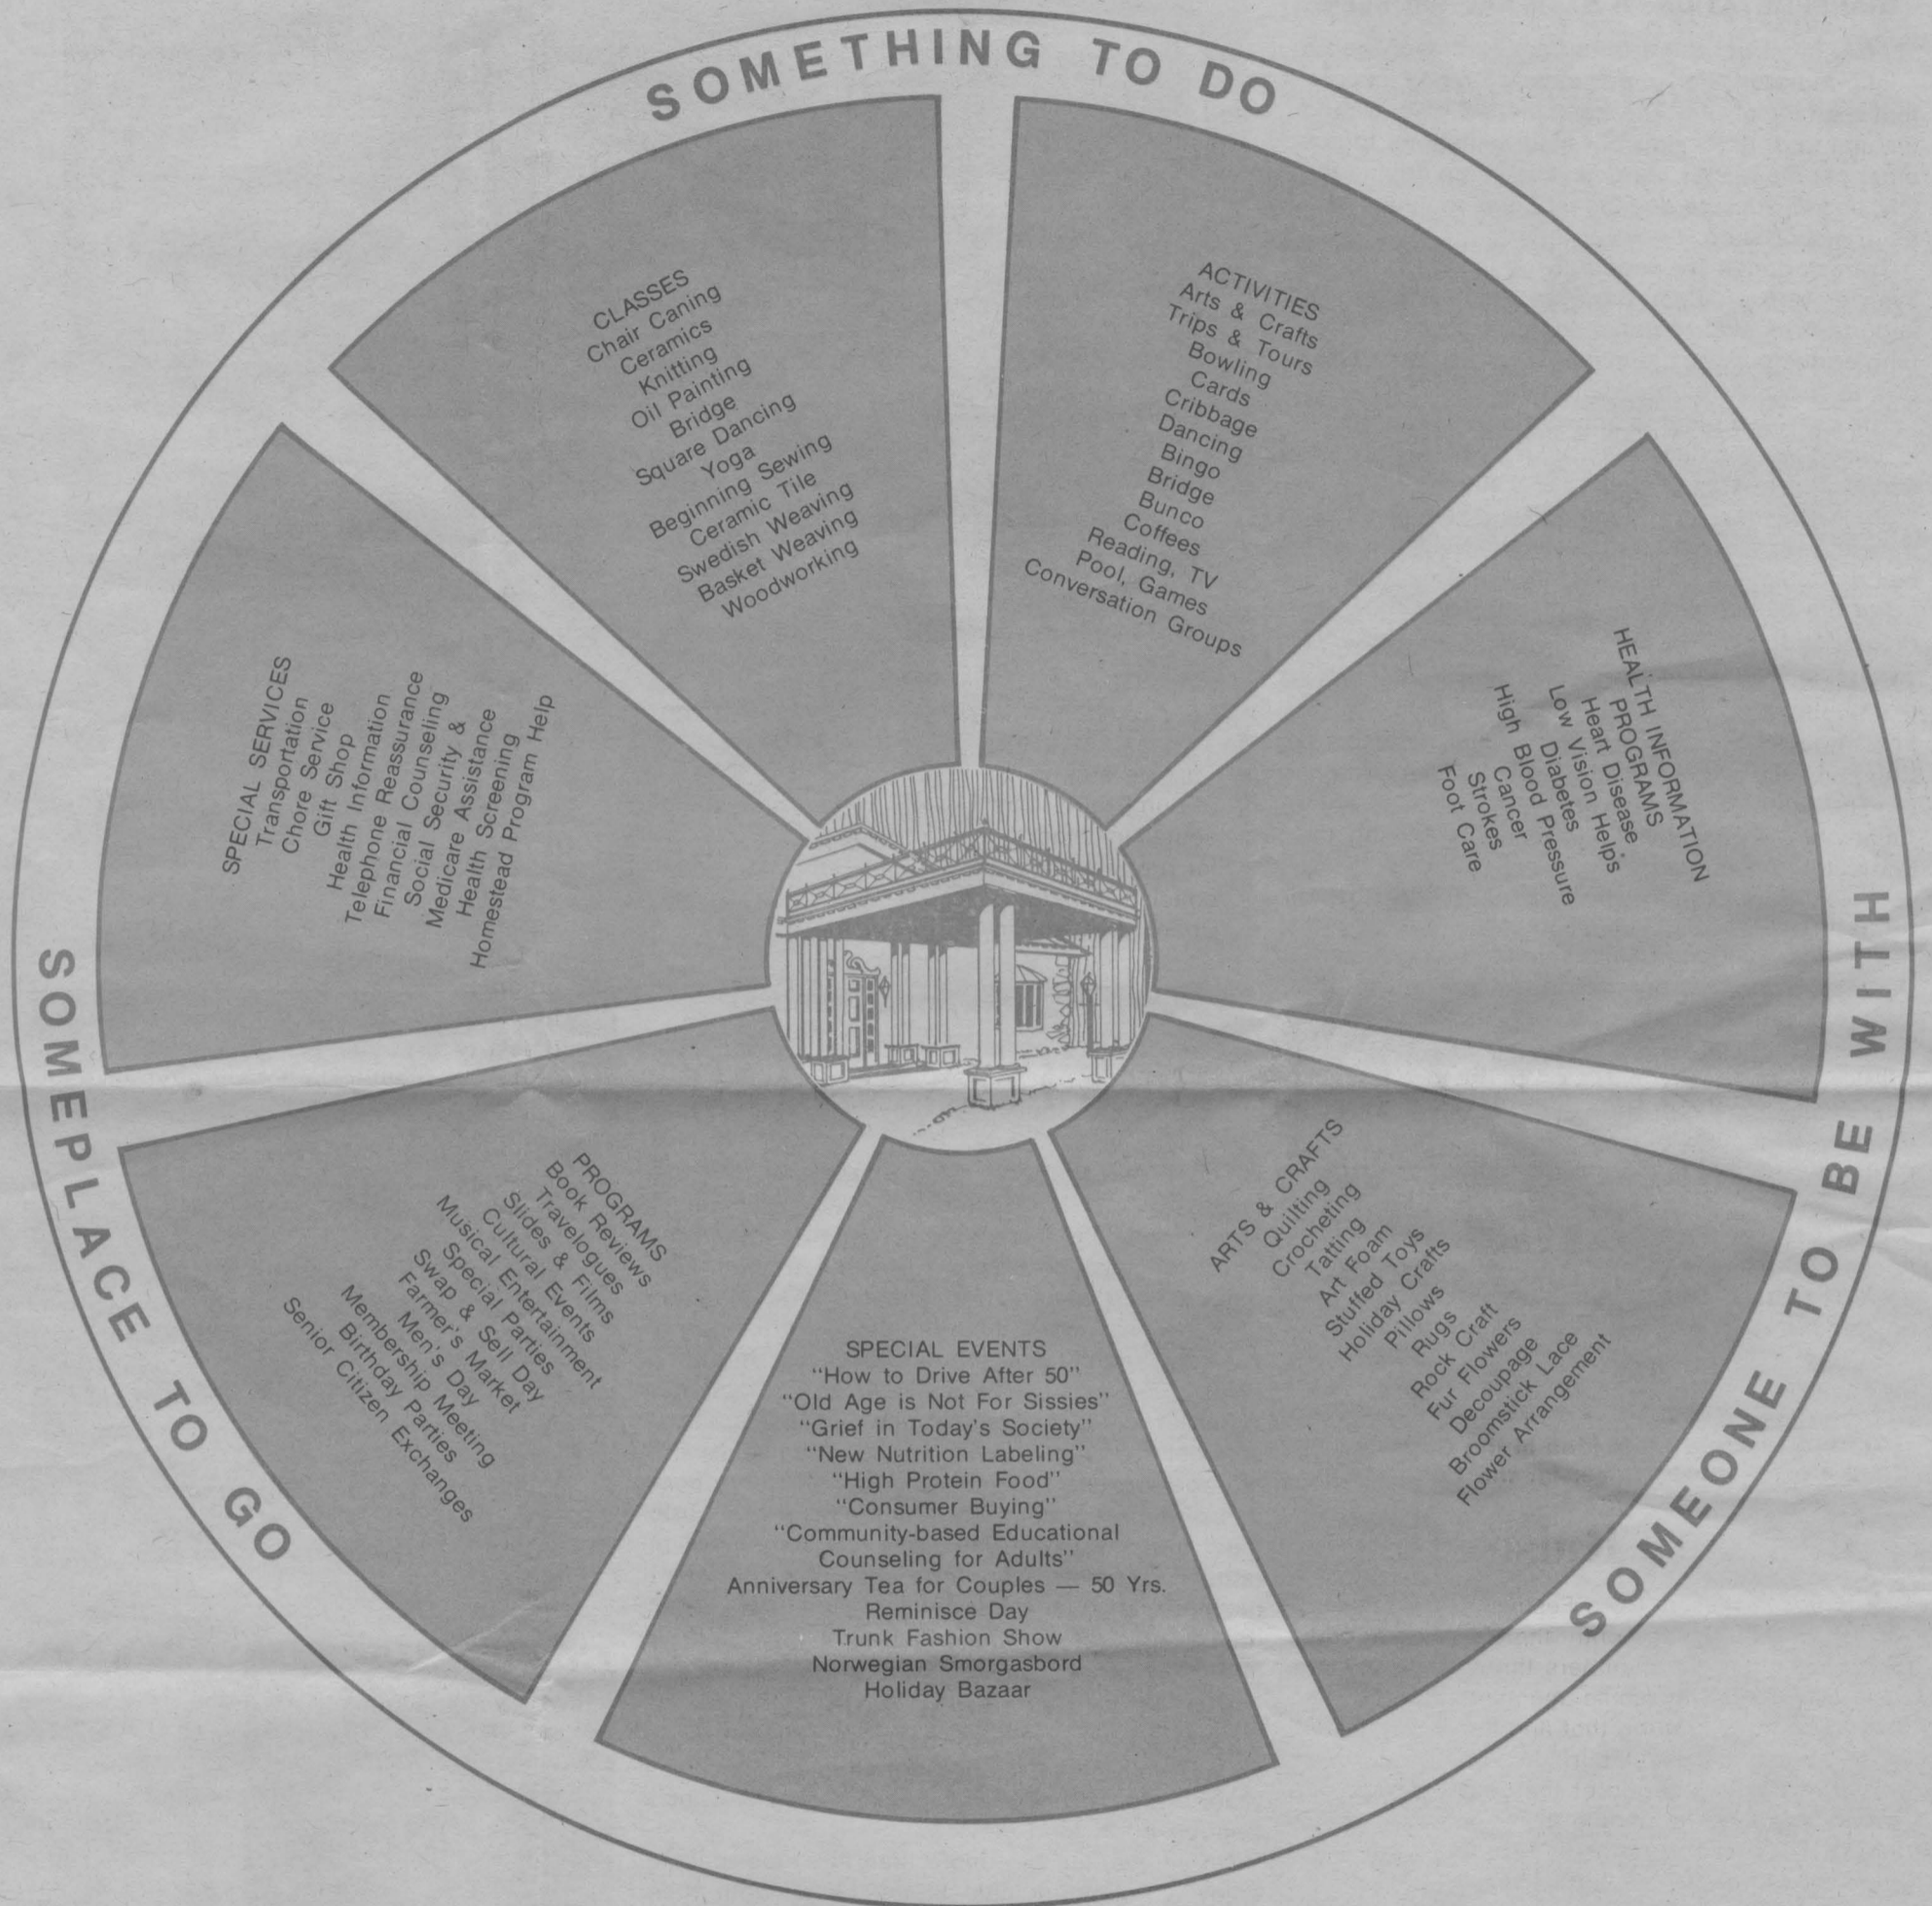 SOMETHING TO DO
SOMEONE TO BE WITH
SOMEPLACE TO GO
CLASSES
Chair Caning
Ceramics
Knitting
Oil Painting
Bridge
Square Dancing
Yoga
Beginning Sewing
Ceramic Tile
Swedish Weaving
Basket Weaving
Woodworking
ACTIVITIES
Arts & Crafts
Trips & Tours
Bowling
Cards
Cribbage
Dancing
Bingo
Bridge
Bunco
Coffees
Reading, TV
Pool, Games
Conversation Groups
HEALTH INFORMATION
PROGRAMS
Heart Disease
Low Vision Helps
Diabetes
High Blood Pressure
Cancer
Strokes
Foot Care
ARTS & CRAFTS
Quilting
Crocheting
Tatting
Art Foam
Stuffed Toys
Holiday Crafts
Pillows
Rugs
Rock Craft
Fur Flowers
Decoupage
Broomstick Lace
Flower Arrangement
SPECIAL EVENTS
"How to Drive After 50"
"Old Age is Not For Sissies"
"Grief in Today's Society"
"New Nutrition Labeling"
"High Protein Food"
"Consumer Buying"
"Community-based Educational
Counseling for Adults"
Anniversary Tea for Couples — 50 Yrs.
Reminisce Day
Trunk Fashion Show
Norwegian Smorgasbord
Holiday Bazaar
PROGRAMS
Book Reviews
Travelogues
Slides & Films
Cultural Events
Musical Entertainment
Special Parties
Swap & Sell Day
Farmer's Market
Men's Day
Membership Meeting
Birthday Parties
Senior Citizen Exchanges
SPECIAL SERVICES
Transportation
Chore Service
Gift Shop
Health Information
Telephone Reassurance
Financial Counseling
Social Security &
Medicare Assistance
Health Screening
Homestead Program Help